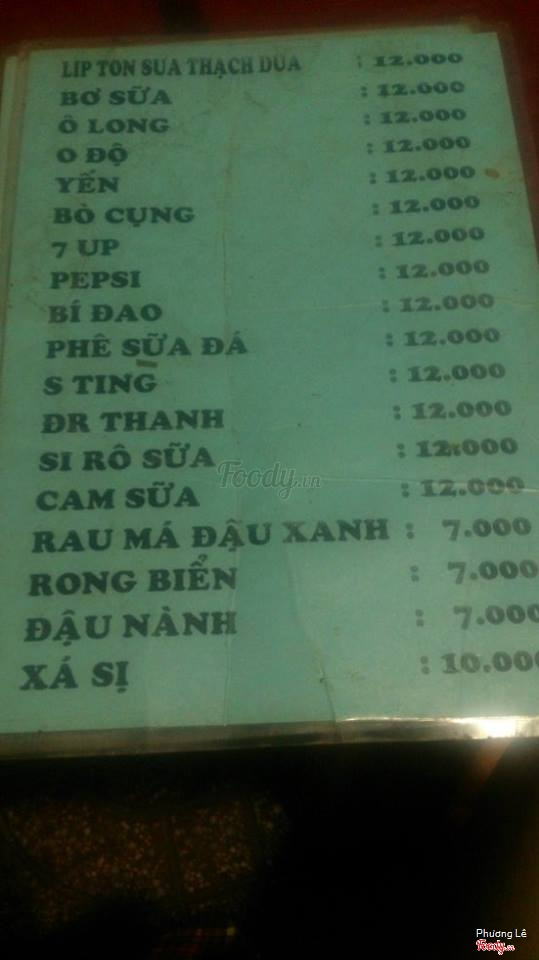 LIP TON SUA THẠCH DUA : 12.000
BƠ SỮA : 12.000
Ô LONG : 12.000
O ĐỘ : 12.000
YẾN : 12.000
BÒ CỤNG : 12.000
7 UP : 12.000
PEPSI : 12.000
BÍ ĐAO : 12.000
PHÊ SỮA ĐÁ : 12.000
S TING : 12.000
ĐR THANH : 12.000
SI RÔ SỮA : 12.000
CAM SỮA : 12.000
RAU MÁ ĐẬU XANH : 7.000
RONG BIỂN : 7.000
ĐẬU NÀNH : 7.000
XÁ SỊ : 10.000
Foody.vn
Phương Lê
Foody.vn